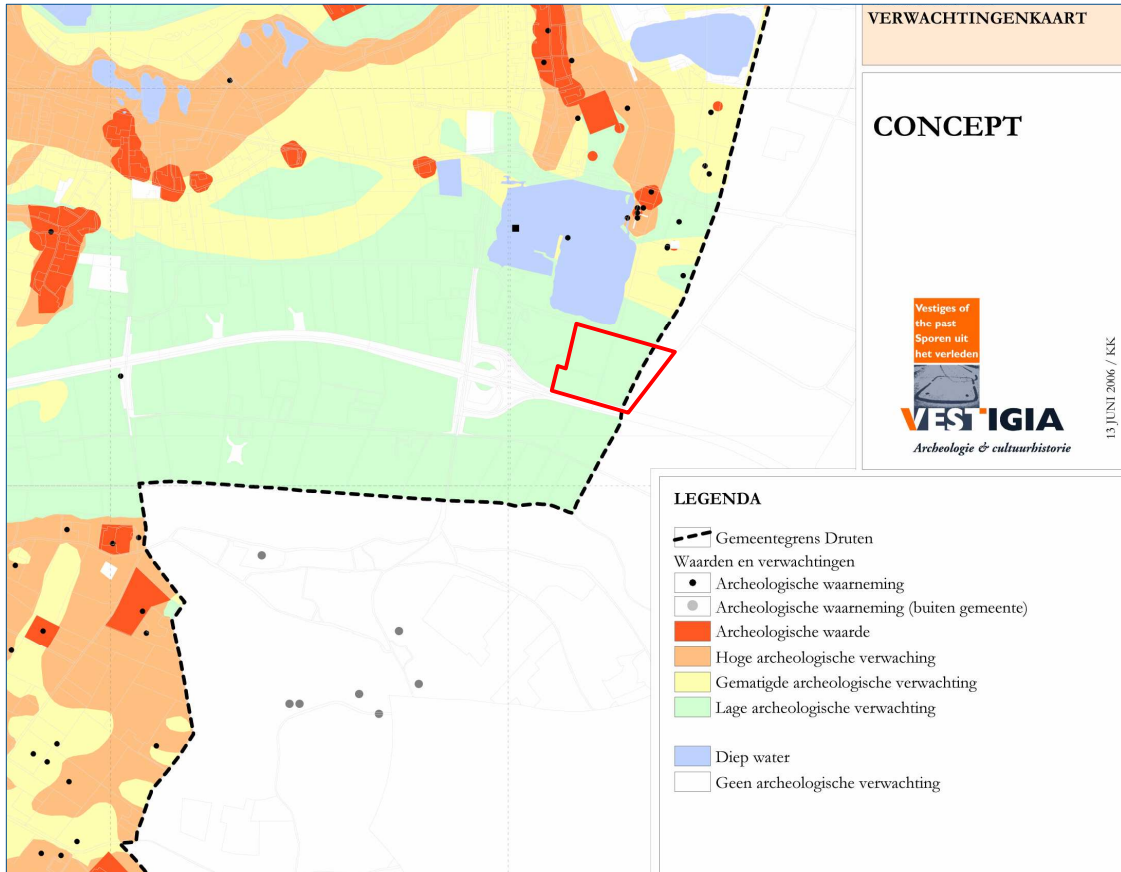 VERWACHTINGENKAART
CONCEPT
Vestiges of
the past
Sporen uit
het verleden
VESTIGIA
Archeologie & cultuurhistorie
13 JUNI 2006 / KK
LEGENDA
Gemeentegrens Druten
Waarden en verwachtingen
Archeologische waarneming
Archeologische waarneming (buiten gemeente)
Archeologische waarde
Hoge archeologische verwaching
Gematigde archeologische verwachting
Lage archeologische verwachting
Diep water
Geen archeologische verwachting